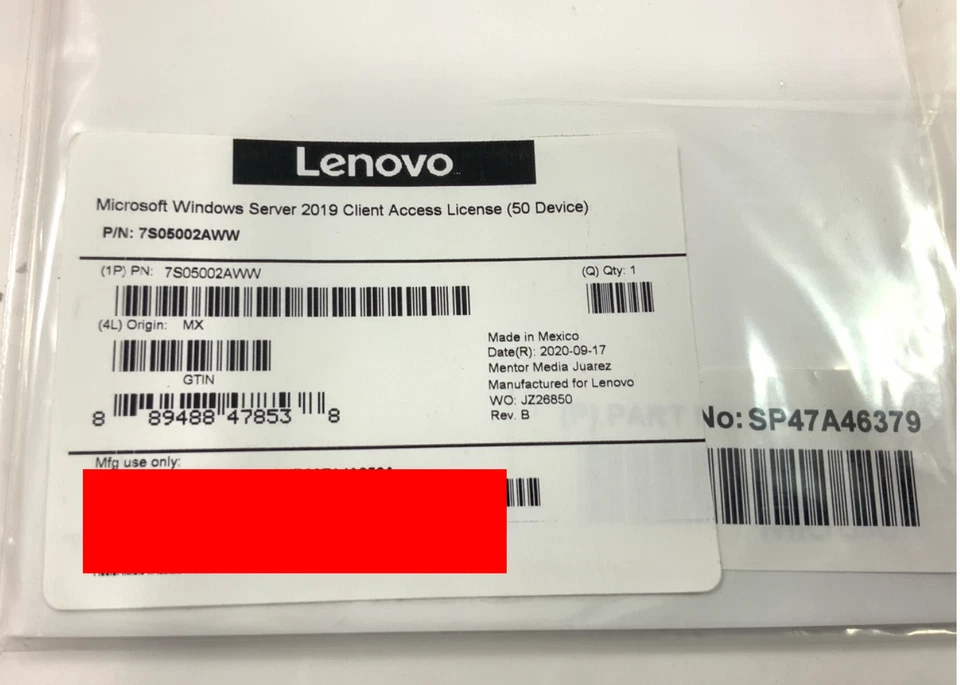 Lenovo
Microsoft Windows Server 2019 Client Access License (50 Device)
P/N: 7S05002AWW
(1P) PN: 7S05002AWW
(Q) Qty: 1
(4L) Origin: MX
GTIN
8 89488 47853 8
Made in Mexico
Date(R): 2020-09-17
Mentor Media Juarez
Manufactured for Lenovo
WO: JZ26850
Rev. B
(P) PART No: SP47A46379
Mfg use only: